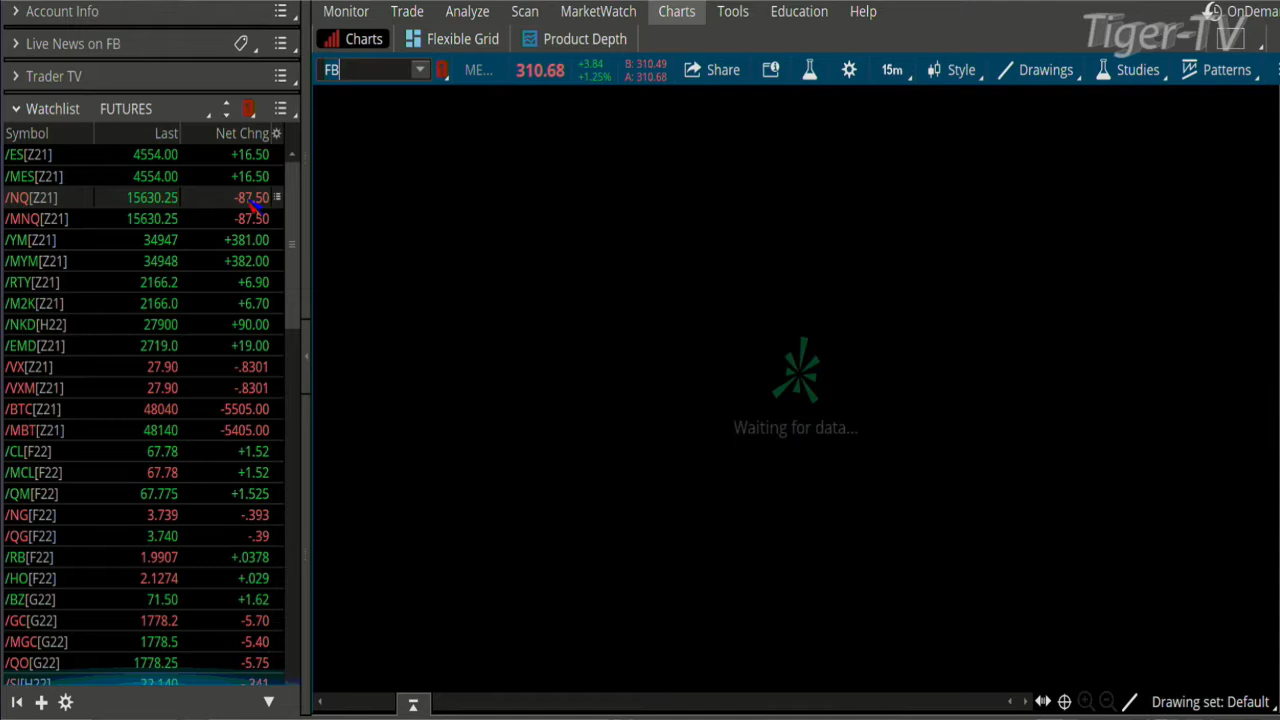 Account Info
Monitor Trade Analyze Scan MarketWatch Charts Tools Education Help OnDemand
Tiger-TV
Live News on FB
Charts Flexible Grid Product Depth
Trader TV
FB ME... 310.68 +3.84 +1.25% B: 310.49 A: 310.68 Share 15m Style Drawings Studies Patterns
Watchlist FUTURES
Symbol Last Net Chng
/ES[Z21] 4554.00 +16.50
/MES[Z21] 4554.00 +16.50
/NQ[Z21] 15630.25 -87.50
/MNQ[Z21] 15630.25 -87.50
/YM[Z21] 34947 +381.00
/MYM[Z21] 34948 +382.00
/RTY[Z21] 2166.2 +6.90
/M2K[Z21] 2166.0 +6.70
/NKD[H22] 27900 +90.00
/EMD[Z21] 2719.0 +19.00
/VX[Z21] 27.90 -.8301
/VXM[Z21] 27.90 -.8301
/BTC[Z21] 48040 -5505.00
/MBT[Z21] 48140 -5405.00
/CL[F22] 67.78 +1.52
/MCL[F22] 67.78 +1.52
/QM[F22] 67.775 +1.525
/NG[F22] 3.739 -.393
/QG[F22] 3.740 -.39
/RB[F22] 1.9907 +.0378
/HO[F22] 2.1274 +.029
/BZ[G22] 71.50 +1.62
/GC[G22] 1778.2 -5.70
/MGC[G22] 1778.5 -5.40
/QO[G22] 1778.25 -5.75
/SI[H22] 22.140 -.341
Waiting for data...
Drawing set: Default